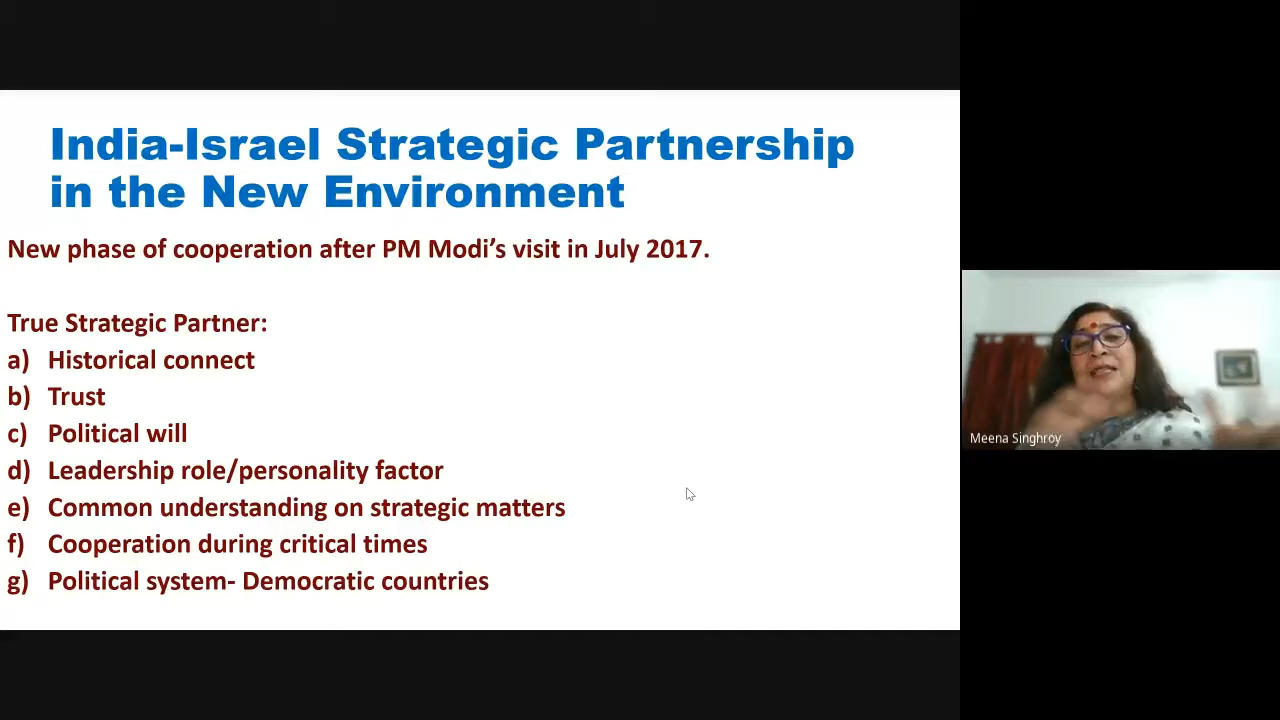 India-Israel Strategic Partnership
in the New Environment
New phase of cooperation after PM Modi’s visit in July 2017.
True Strategic Partner:
a) Historical connect
b) Trust
c) Political will
d) Leadership role/personality factor
e) Common understanding on strategic matters
f) Cooperation during critical times
g) Political system- Democratic countries
Meena Singhroy